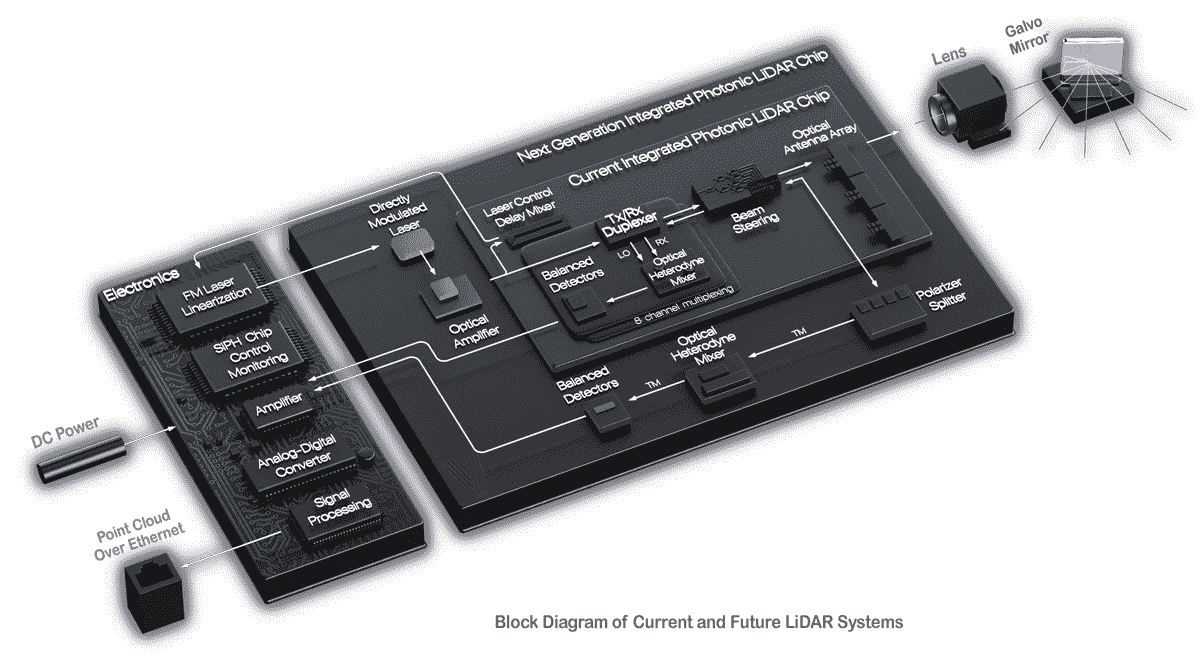 Next Generation Integrated Photonic LiDAR Chip
Current Integrated Photonic LiDAR Chip
Lens
Galvo
Mirror
Optical
Antenna Array
Directly
Modulated
Laser
Laser Control
Delay Mixer
Tx/Rx
Duplexer
Beam
Steering
LO
RX
Balanced
Detectors
Optical
Heterodyne
Mixer
8 channel multiplexing
Optical
Amplifier
Polarizer
Splitter
TM
Optical
Heterodyne
Mixer
TM
Balanced
Detectors
Electronics
FM Laser
Linearization
SiPH Chip
Control
Monitoring
Amplifier
Analog-Digital
Converter
Signal
Processing
DC Power
Point Cloud
Over Ethernet
Block Diagram of Current and Future LiDAR Systems